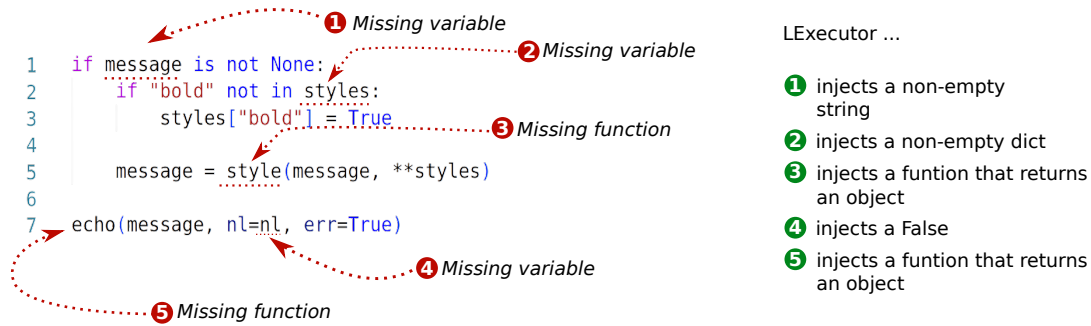 1 Missing variable
2 Missing variable
1 if message is not None:
2 if "bold" not in styles:
3 styles["bold"] = True
3 Missing function
4
5 message = style(message, **styles)
6
7 echo(message, nl=nl, err=True)
4 Missing variable
5 Missing function
LExecutor ...
1 injects a non-empty
string
2 injects a non-empty dict
3 injects a funtion that returns
an object
4 injects a False
5 injects a funtion that returns
an object